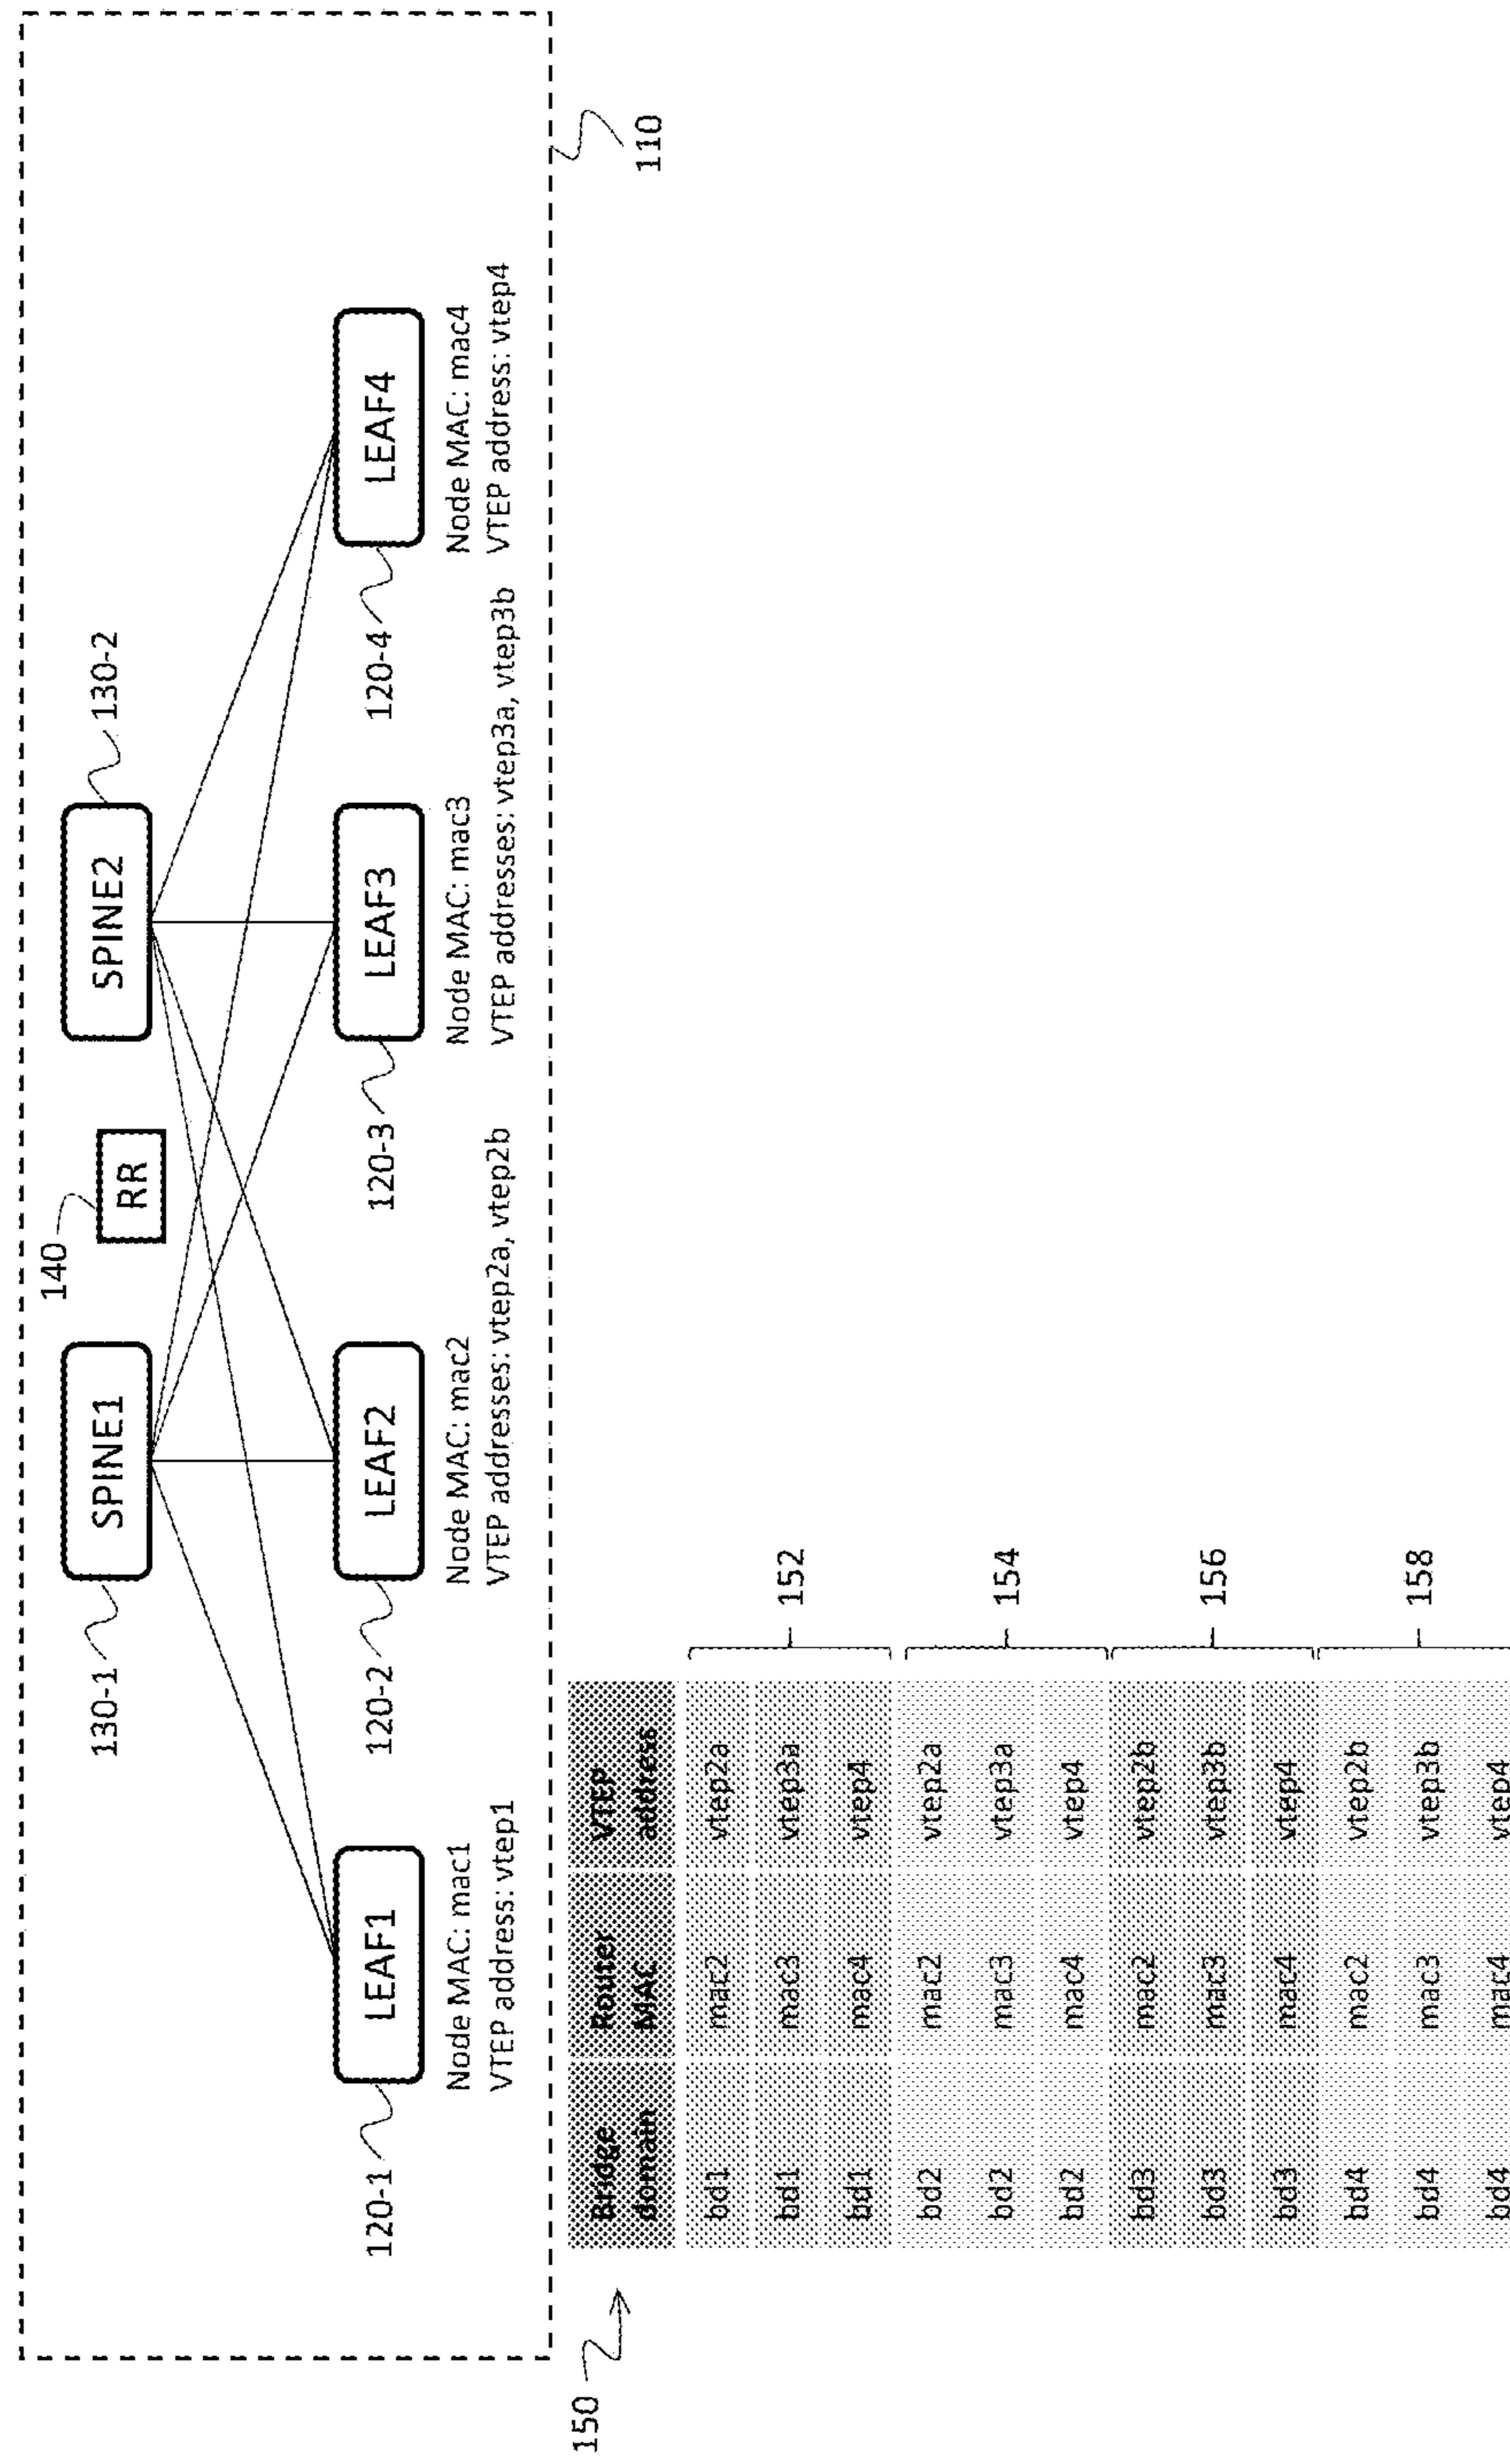 140
130-1
SPINE1
RR
SPINE2
130-2
120-1
LEAF1
120-2
LEAF2
120-3
LEAF3
120-4
LEAF4
Node MAC: mac1
VTEP address: vtep1
Node MAC: mac2
VTEP addresses: vtep2a, vtep2b
Node MAC: mac3
VTEP addresses: vtep3a, vtep3b
Node MAC: mac4
VTEP address: vtep4
110
150
Bridge domain Router MAC VTEP address
bd1 mac2 vtep2a
bd1 mac3 vtep3a
bd1 mac4 vtep4
152
bd2 mac2 vtep2a
bd2 mac3 vtep3a
bd2 mac4 vtep4
154
bd3 mac2 vtep2b
bd3 mac3 vtep3b
bd3 mac4 vtep4
156
bd4 mac2 vtep2b
bd4 mac3 vtep3b
bd4 mac4 vtep4
158